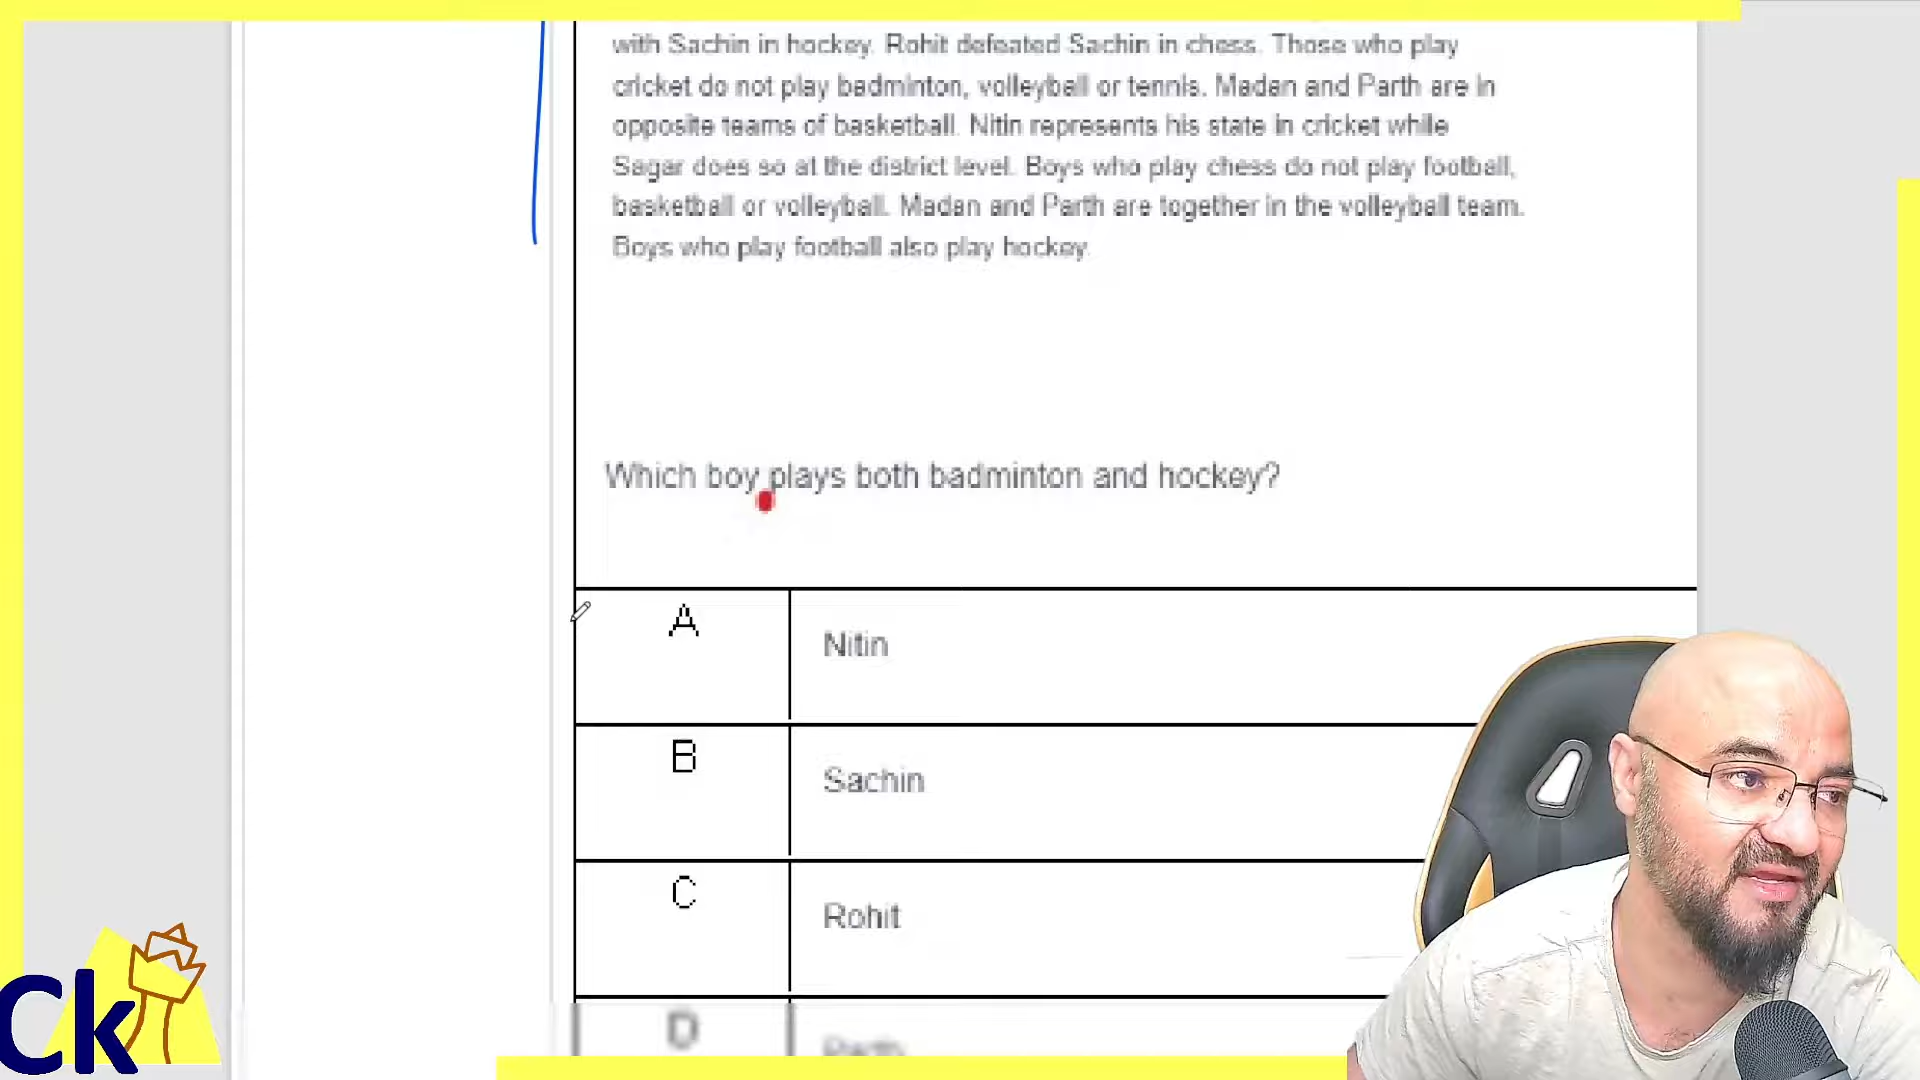 with Sachin in hockey. Rohit defeated Sachin in chess. Those who play
cricket do not play badminton, volleyball or tennis. Madan and Parth are in
opposite teams of basketball. Nitin represents his state in cricket while
Sagar does so at the district level. Boys who play chess do not play football,
basketball or volleyball. Madan and Parth are together in the volleyball team.
Boys who play football also play hockey.
Which boy plays both badminton and hockey?
A
Nitin
B
Sachin
C
Rohit
D
Parth
Ck